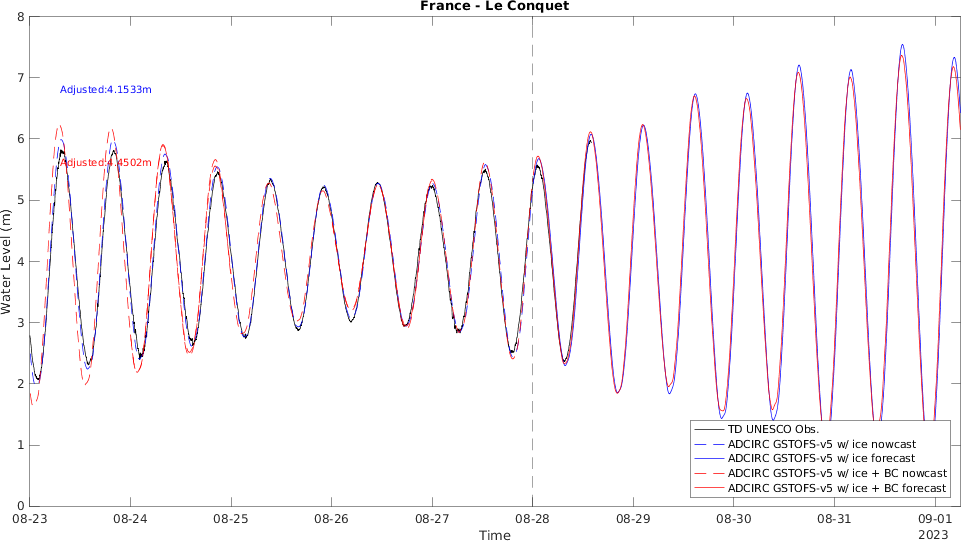 France - Le Conquet
Water Level (m)
8
7
6
5
4
3
2
1
0
Adjusted:4.1533m
Adjusted:4.4502m
TD UNESCO Obs.
ADCIRC GSTOFS-v5 w/ ice nowcast
ADCIRC GSTOFS-v5 w/ ice forecast
ADCIRC GSTOFS-v5 w/ ice + BC nowcast
ADCIRC GSTOFS-v5 w/ ice + BC forecast
08-23 08-24 08-25 08-26 08-27 08-28 08-29 08-30 08-31 09-01
Time
2023